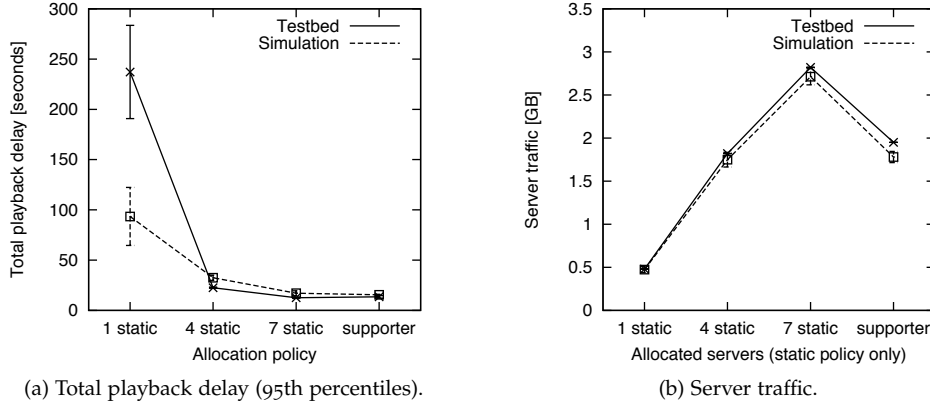 300
250
200
150
100
50
0
Total playback delay [seconds]
Testbed
Simulation
1 static 4 static 7 static supporter
Allocation policy
(a) Total playback delay (95th percentiles).
3.5
3
2.5
2
1.5
1
0.5
0
Server traffic [GB]
Testbed
Simulation
1 static 4 static 7 static supporter
Allocated servers (static policy only)
(b) Server traffic.